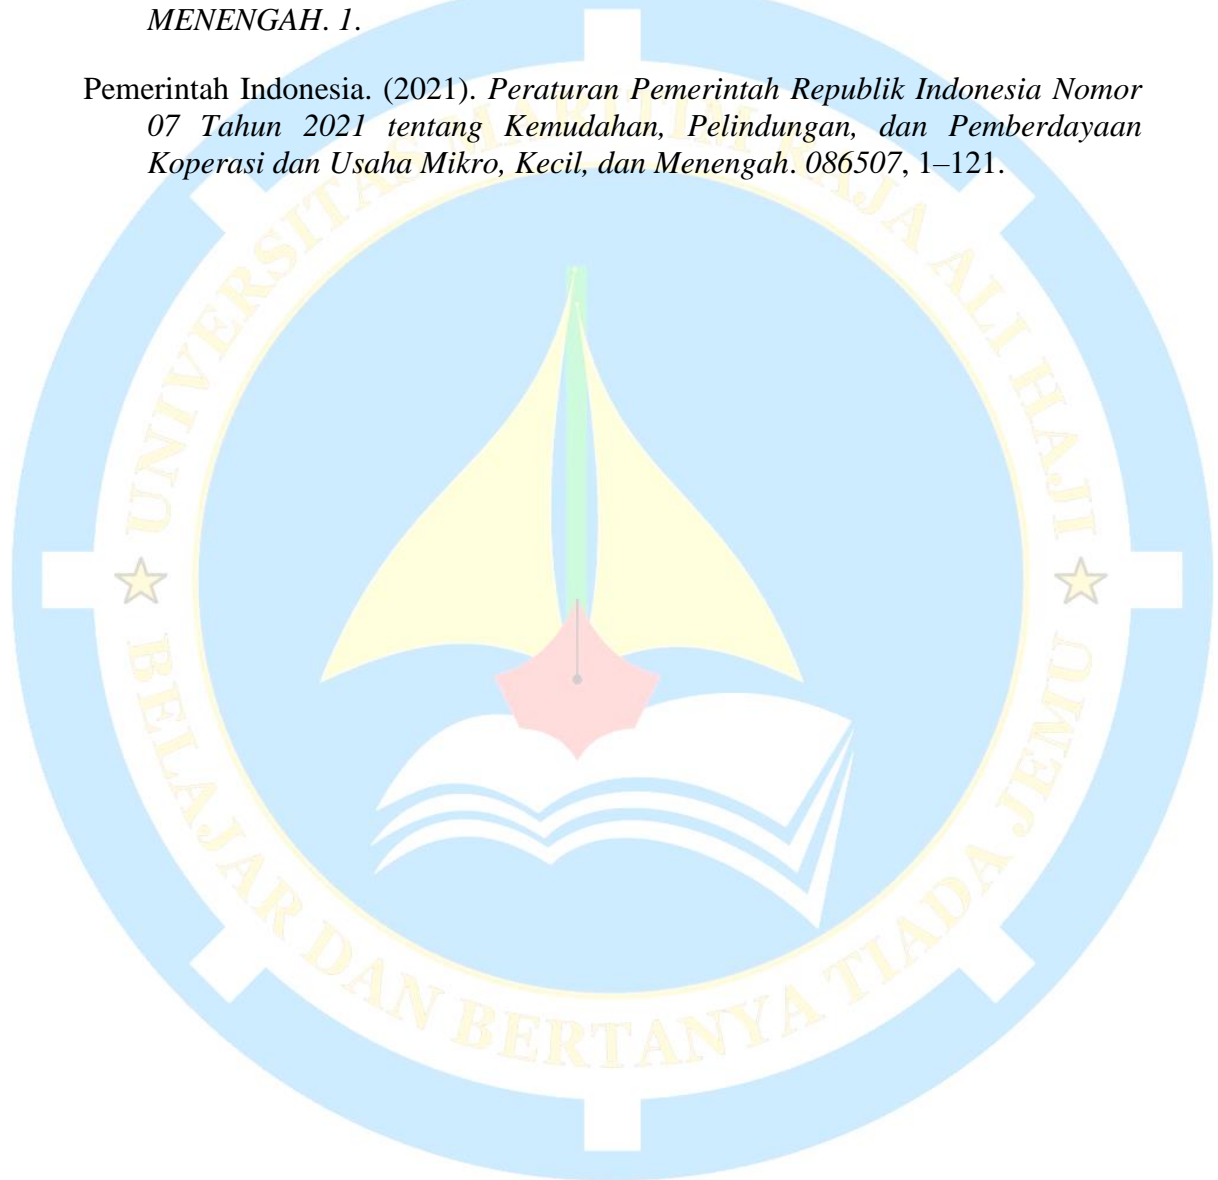 MENENGAH. 1.
Pemerintah Indonesia. (2021). Peraturan Pemerintah Republik Indonesia Nomor
07 Tahun 2021 tentang Kemudahan, Pelindungan, dan Pemberdayaan
Koperasi dan Usaha Mikro, Kecil, dan Menengah. 086507, 1–121.
UNIVERSITAS MARITIM RAJA ALI HAJI
BELAJAR DAN BERTANYA TIADA JEMU